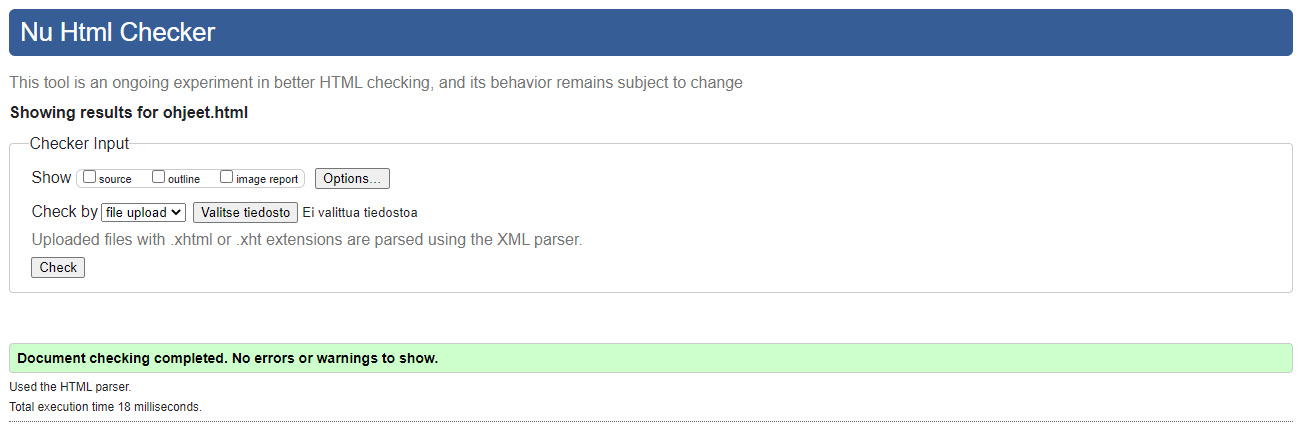 Nu Html Checker
This tool is an ongoing experiment in better HTML checking, and its behavior remains subject to change
Showing results for ohjeet.html
Checker Input
Show source outline image report Options...
Check by file upload Valitse tiedosto Ei valittua tiedostoa
Uploaded files with .xhtml or .xht extensions are parsed using the XML parser.
Check
Document checking completed. No errors or warnings to show.
Used the HTML parser.
Total execution time 18 milliseconds.